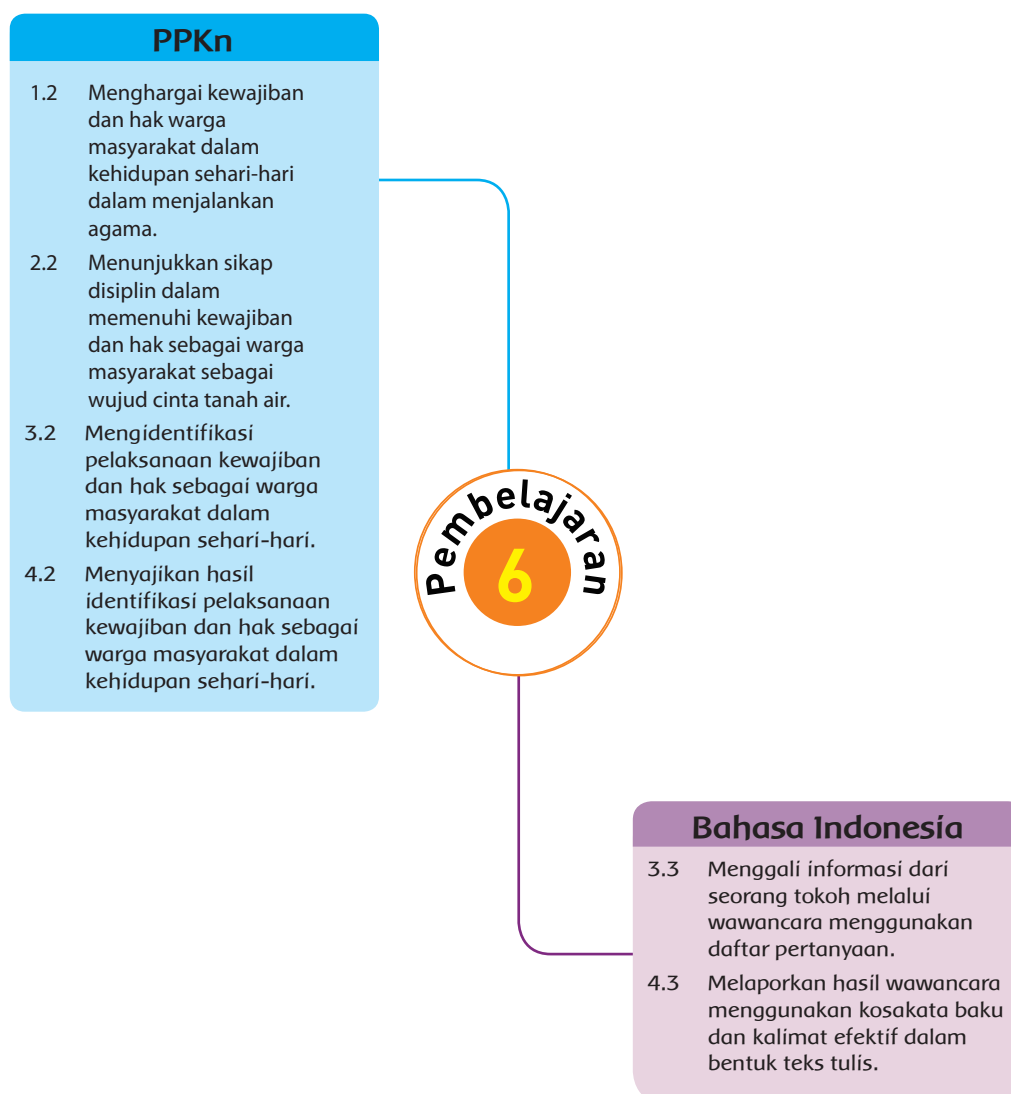 PPKn
1.2 Menghargai kewajiban
dan hak warga
masyarakat dalam
kehidupan sehari-hari
dalam menjalankan
agama.
2.2 Menunjukkan sikap
disiplin dalam
memenuhi kewajiban
dan hak sebagai warga
masyarakat sebagai
wujud cinta tanah air.
3.2 Mengidentifikasi
pelaksanaan kewajiban
dan hak sebagai warga
masyarakat dalam
kehidupan sehari-hari.
4.2 Menyajikan hasil
identifikasi pelaksanaan
kewajiban dan hak sebagai
warga masyarakat dalam
kehidupan sehari-hari.
Pembelajaran
6
Bahasa Indonesia
3.3 Menggali informasi dari
seorang tokoh melalui
wawancara menggunakan
daftar pertanyaan.
4.3 Melaporkan hasil wawancara
menggunakan kosakata baku
dan kalimat efektif dalam
bentuk teks tulis.